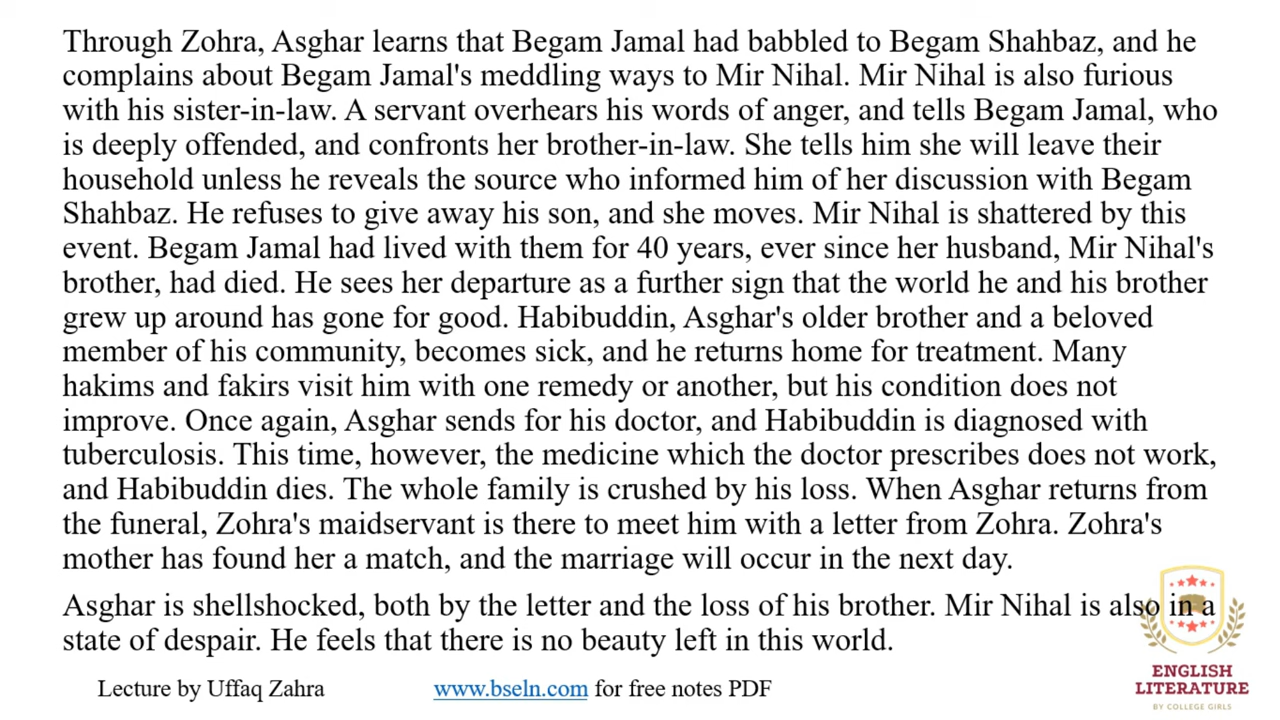 Through Zohra, Asghar learns that Begam Jamal had babbled to Begam Shahbaz, and he
complains about Begam Jamal's meddling ways to Mir Nihal. Mir Nihal is also furious
with his sister-in-law. A servant overhears his words of anger, and tells Begam Jamal, who
is deeply offended, and confronts her brother-in-law. She tells him she will leave their
household unless he reveals the source who informed him of her discussion with Begam
Shahbaz. He refuses to give away his son, and she moves. Mir Nihal is shattered by this
event. Begam Jamal had lived with them for 40 years, ever since her husband, Mir Nihal's
brother, had died. He sees her departure as a further sign that the world he and his brother
grew up around has gone for good. Habibuddin, Asghar's older brother and a beloved
member of his community, becomes sick, and he returns home for treatment. Many
hakims and fakirs visit him with one remedy or another, but his condition does not
improve. Once again, Asghar sends for his doctor, and Habibuddin is diagnosed with
tuberculosis. This time, however, the medicine which the doctor prescribes does not work,
and Habibuddin dies. The whole family is crushed by his loss. When Asghar returns from
the funeral, Zohra's maidservant is there to meet him with a letter from Zohra. Zohra's
mother has found her a match, and the marriage will occur in the next day.
Asghar is shellshocked, both by the letter and the loss of his brother. Mir Nihal is also in a
state of despair. He feels that there is no beauty left in this world.
Lecture by Uffaq Zahra www.bseln.com for free notes PDF
ENGLISH
LITERATURE
BY COLLEGE GIRLS